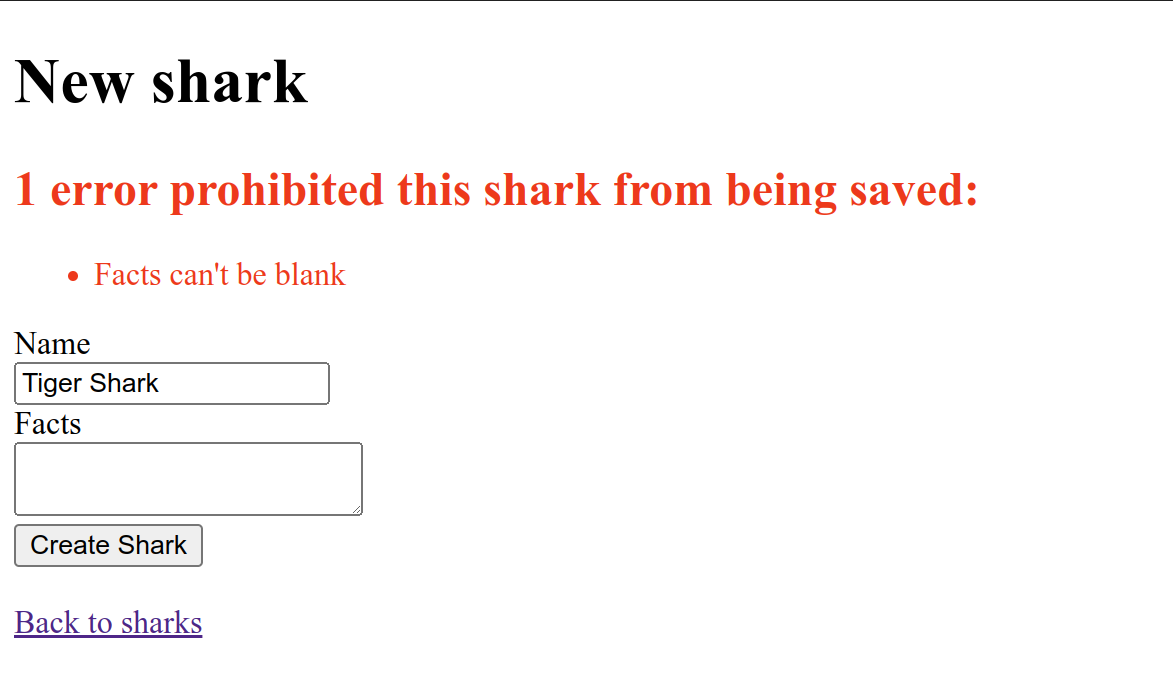 New shark
1 error prohibited this shark from being saved:
Facts can't be blank
Name
Tiger Shark
Facts
Create Shark
Back to sharks